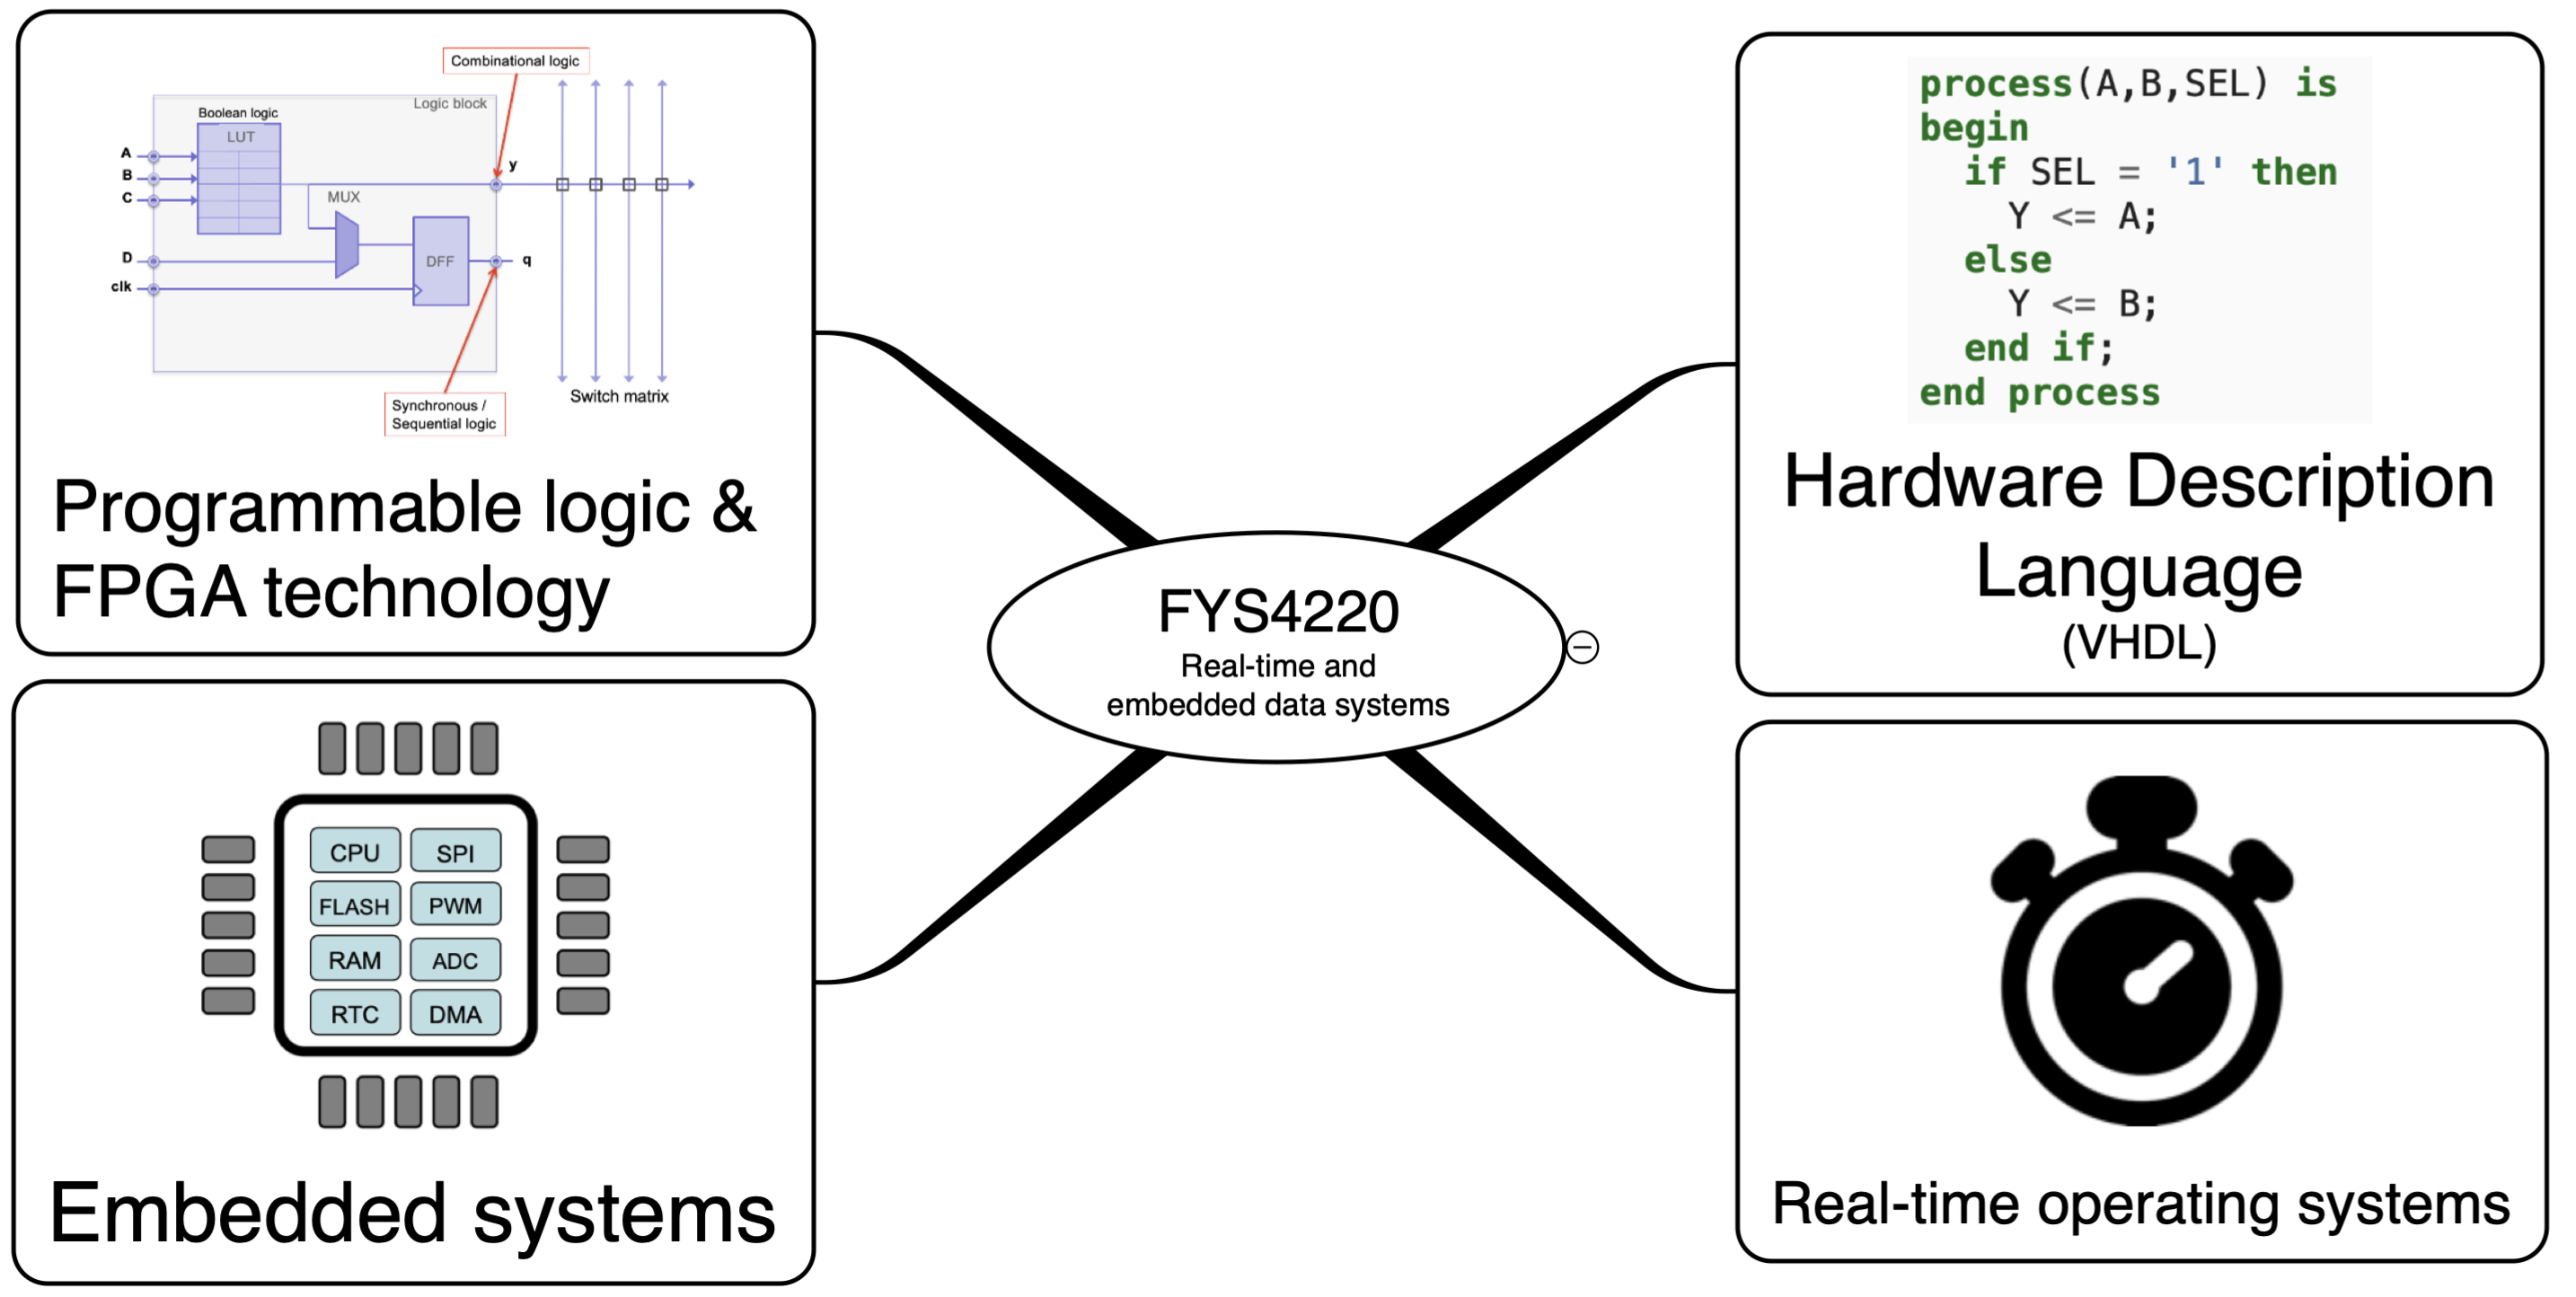 Combinational logic
Logic block
Boolean logic
LUT
A
B
C
y
MUX
D
DFF
q
clk
Synchronous /
Sequential logic
Switch matrix
Programmable logic &
FPGA technology
process(A,B,SEL) is
begin
if SEL = '1' then
Y <= A;
else
Y <= B;
end if;
end process
Hardware Description
Language
(VHDL)
FYS4220
Real-time and
embedded data systems
CPU SPI
FLASH PWM
RAM ADC
RTC DMA
Embedded systems
Real-time operating systems